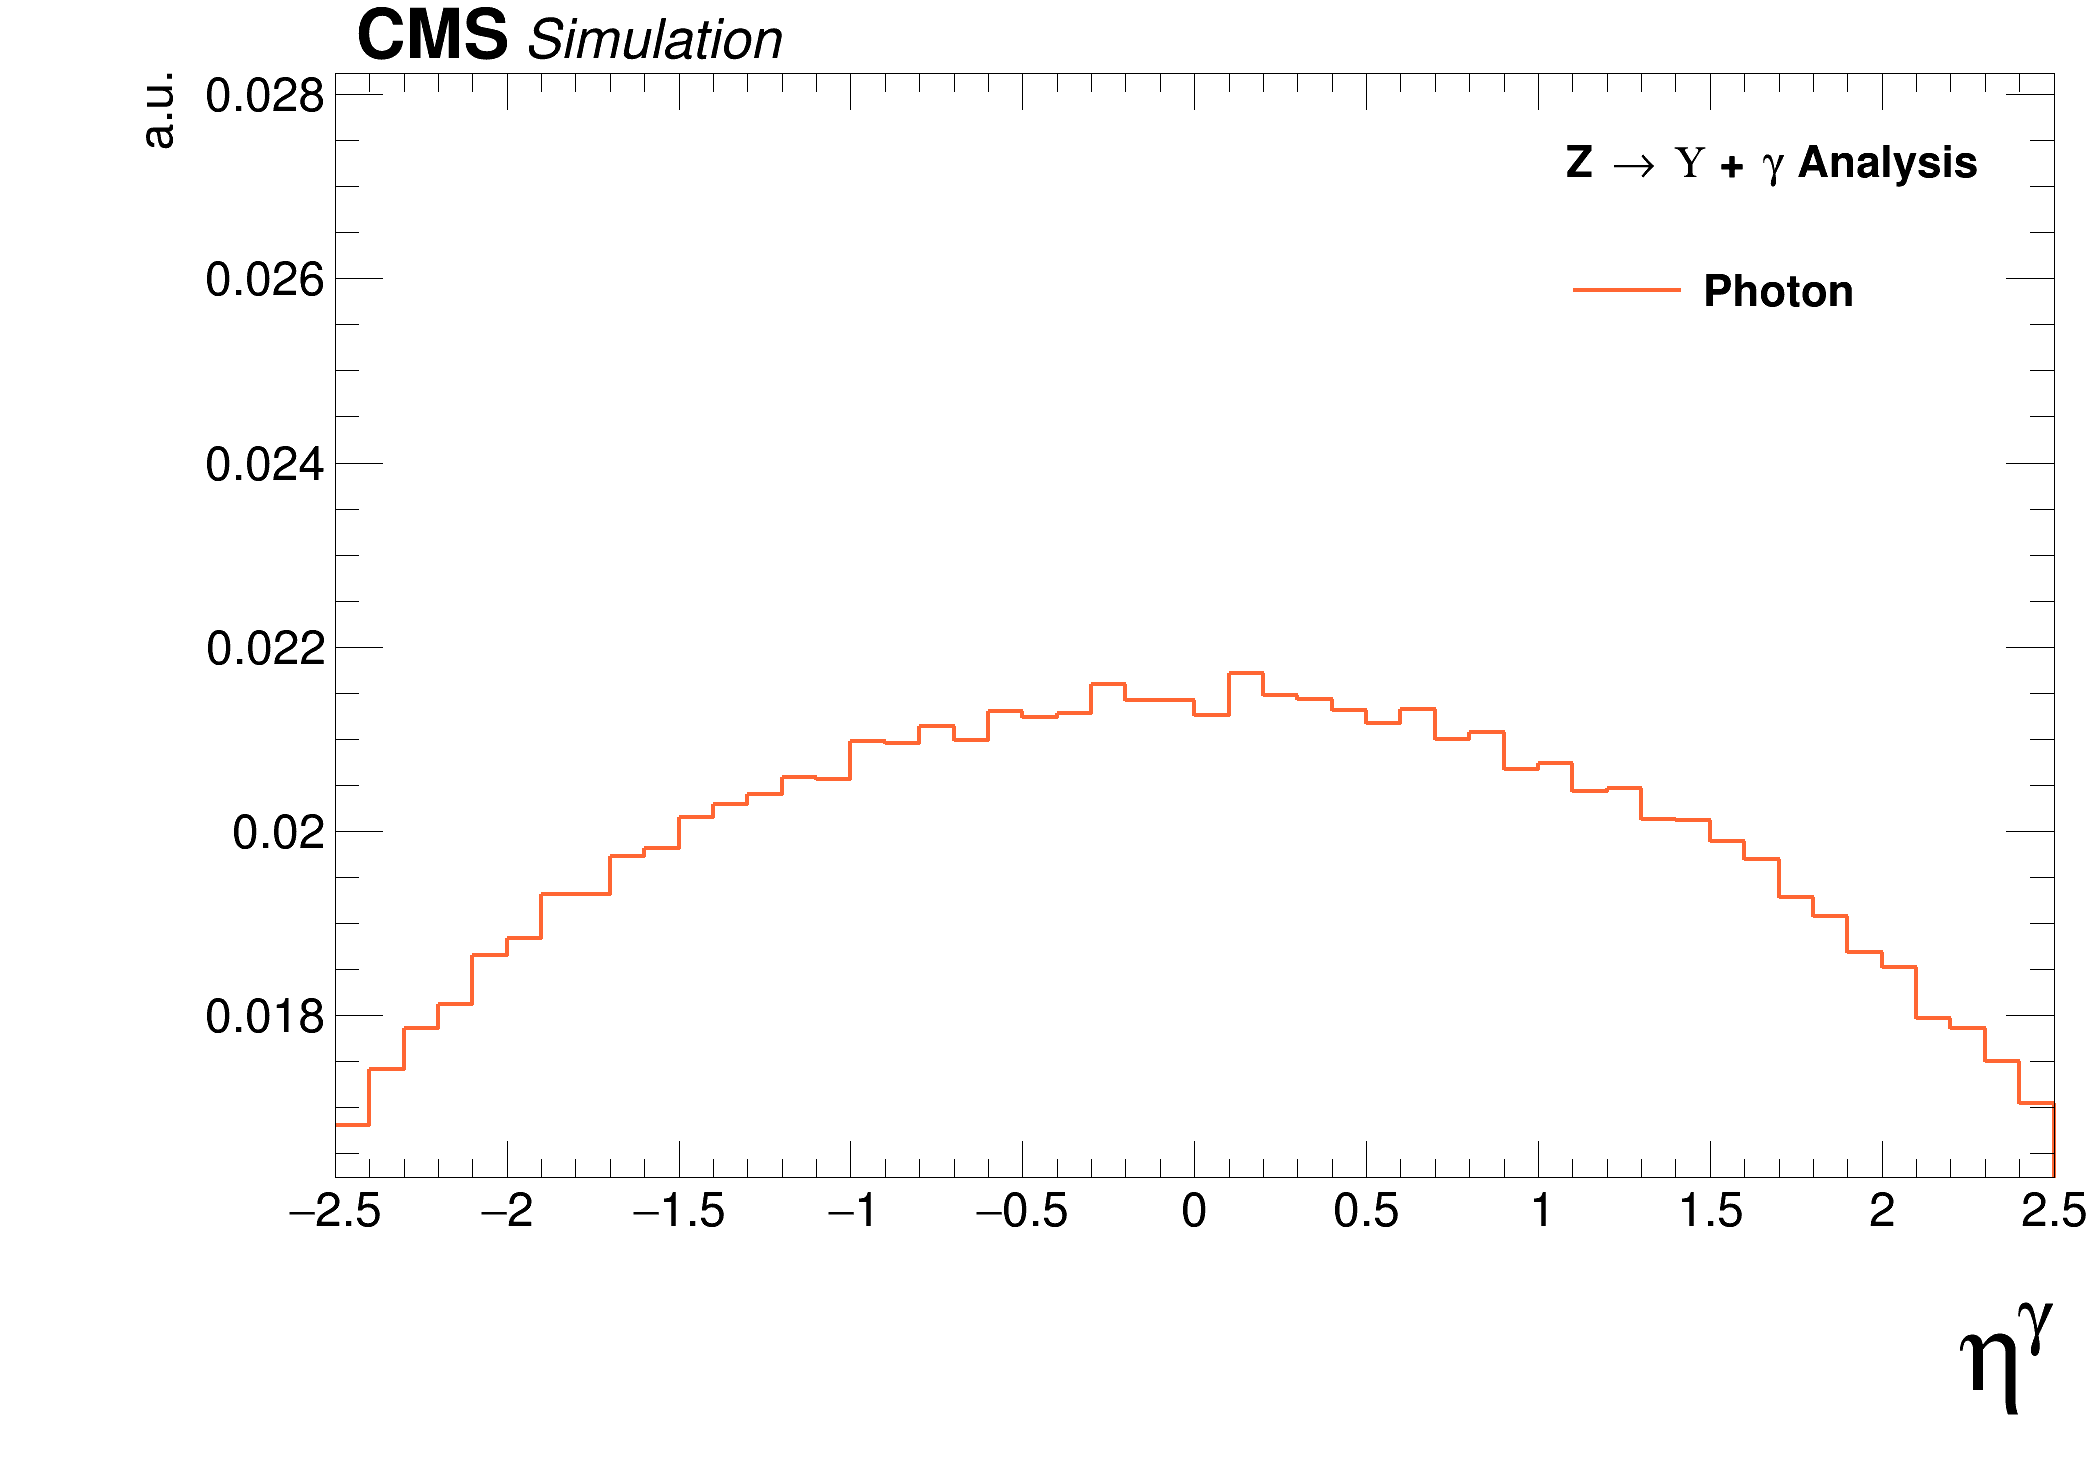 CMS Simulation
a.u.
0.028
0.026
0.024
0.022
0.02
0.018
Z → ϒ + γ Analysis
Photon
−2.5 −2 −1.5 −1 −0.5 0 0.5 1 1.5 2 2.5
η^γ